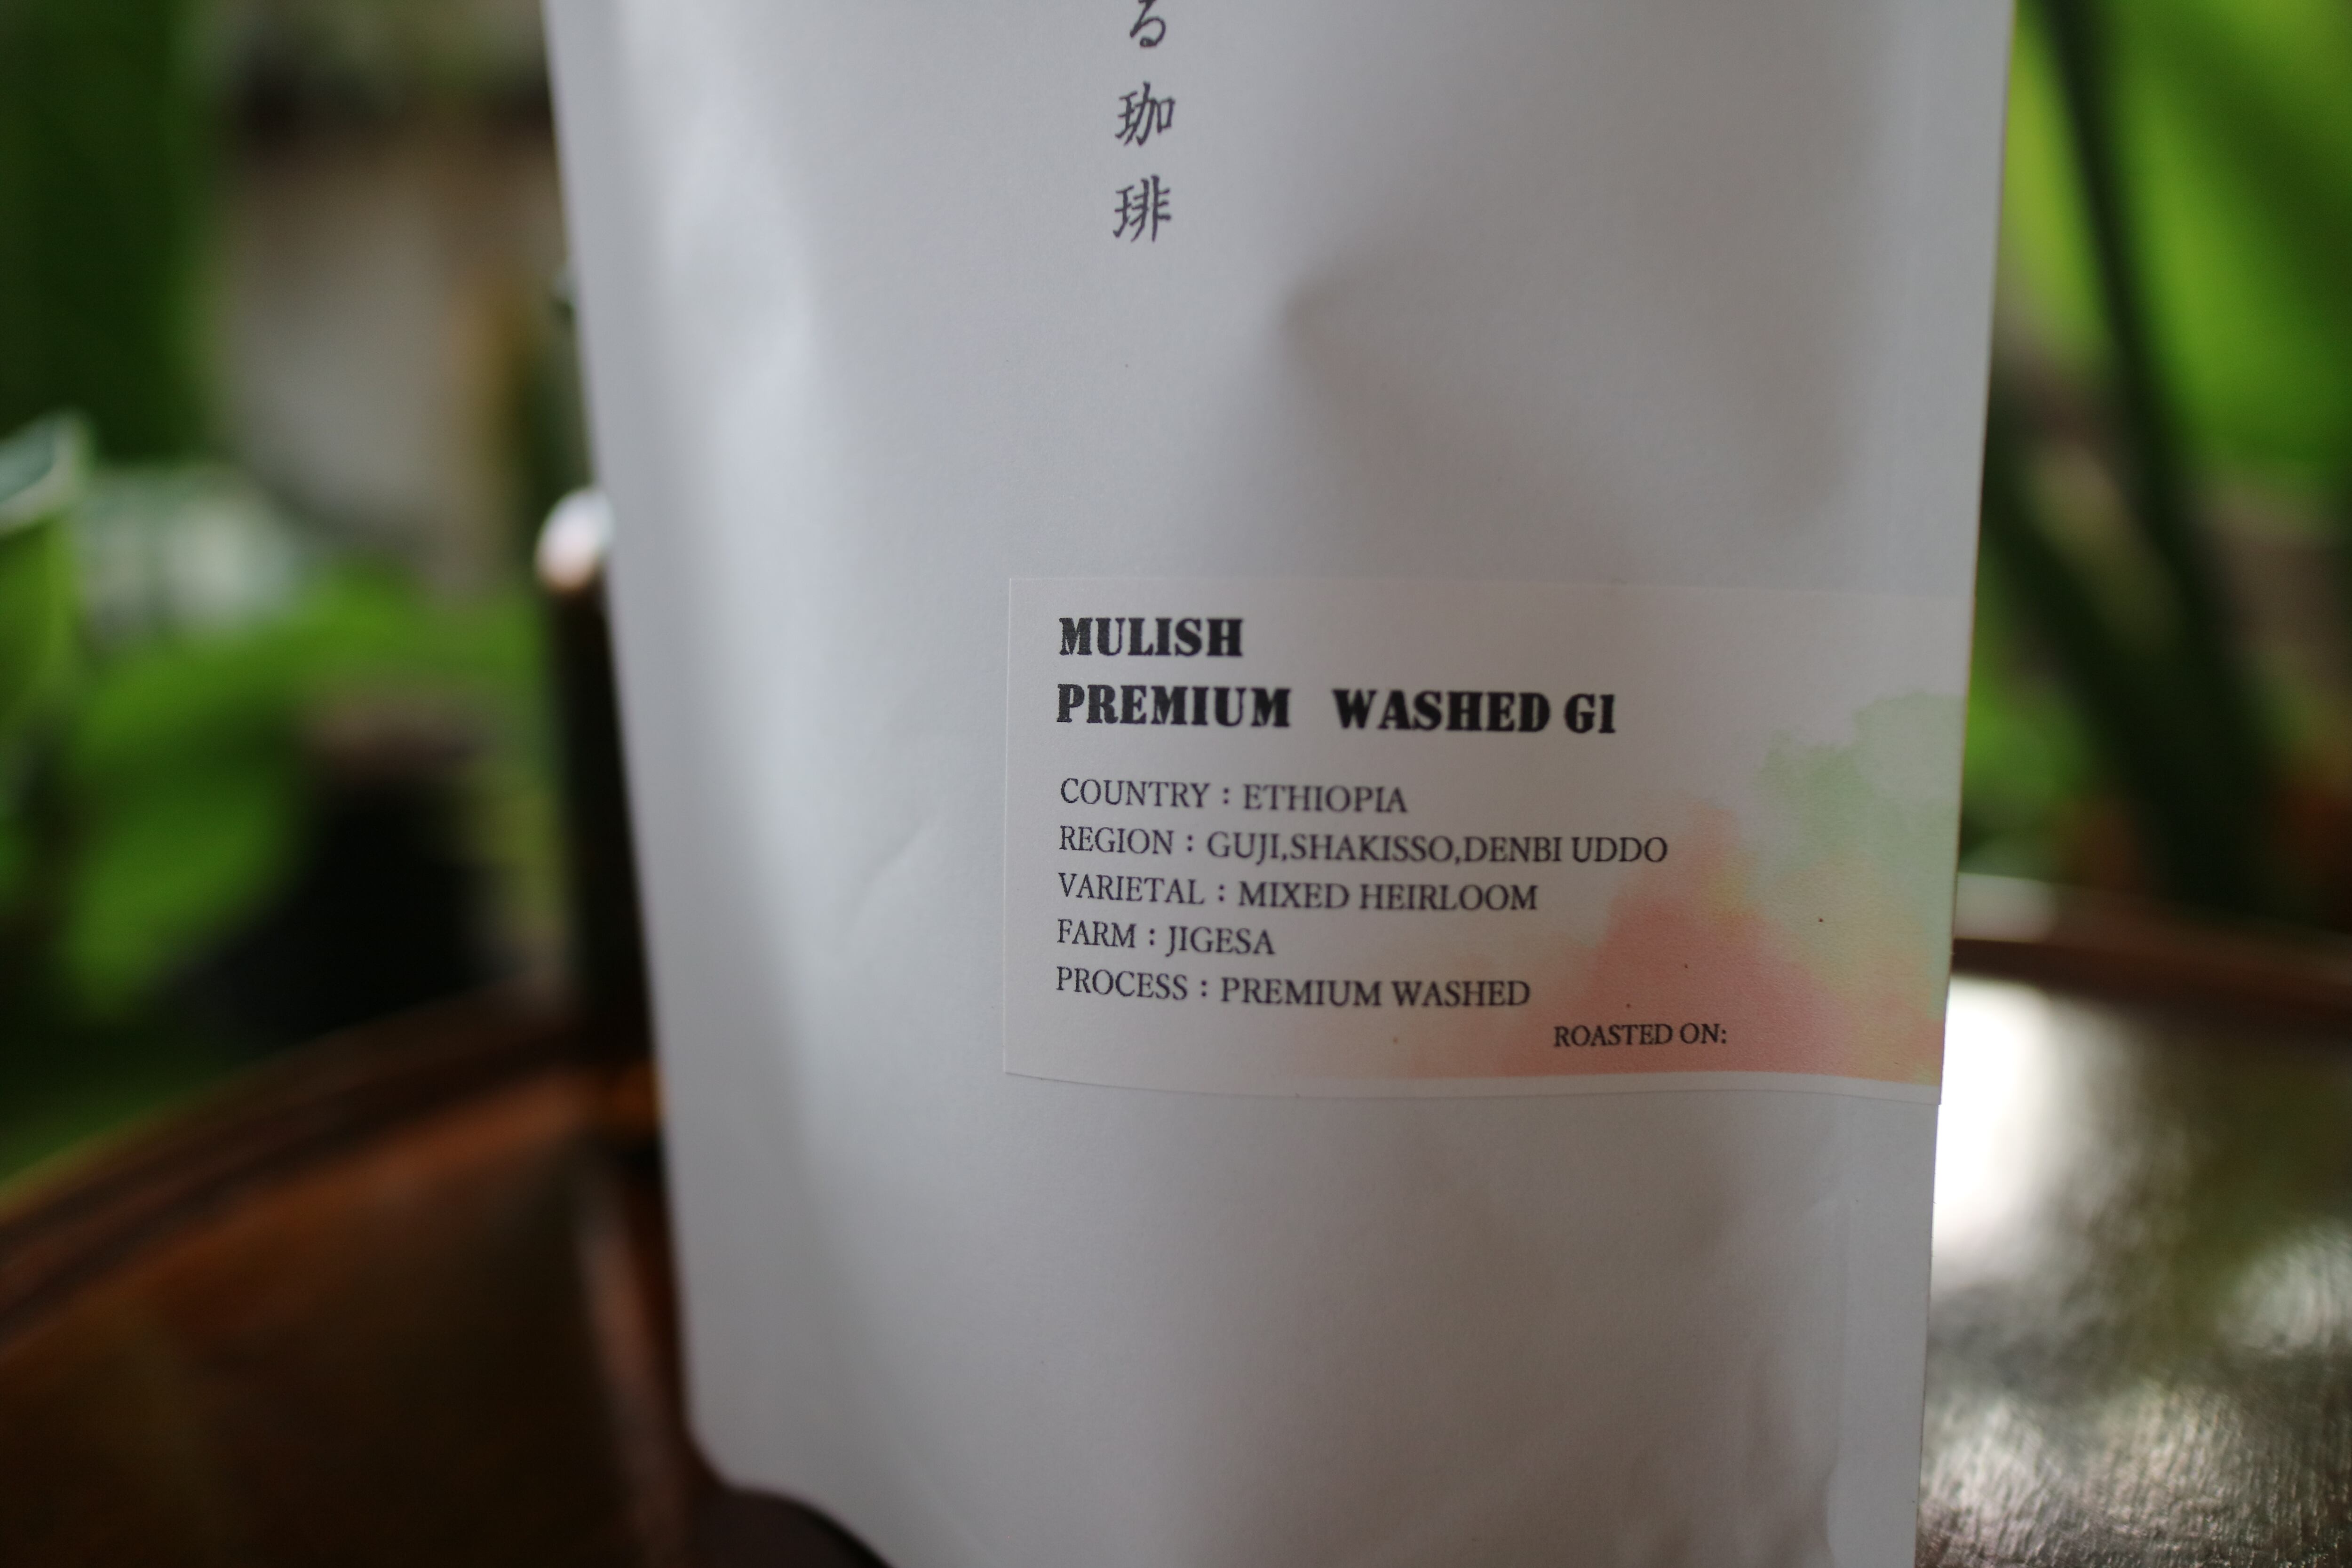 る珈琲
MULISH
PREMIUM WASHED G1
COUNTRY：ETHIOPIA
REGION：GUJI,SHAKISSO,DENBI UDDO
VARIETAL：MIXED HEIRLOOM
FARM：JIGESA
PROCESS：PREMIUM WASHED
ROASTED ON: